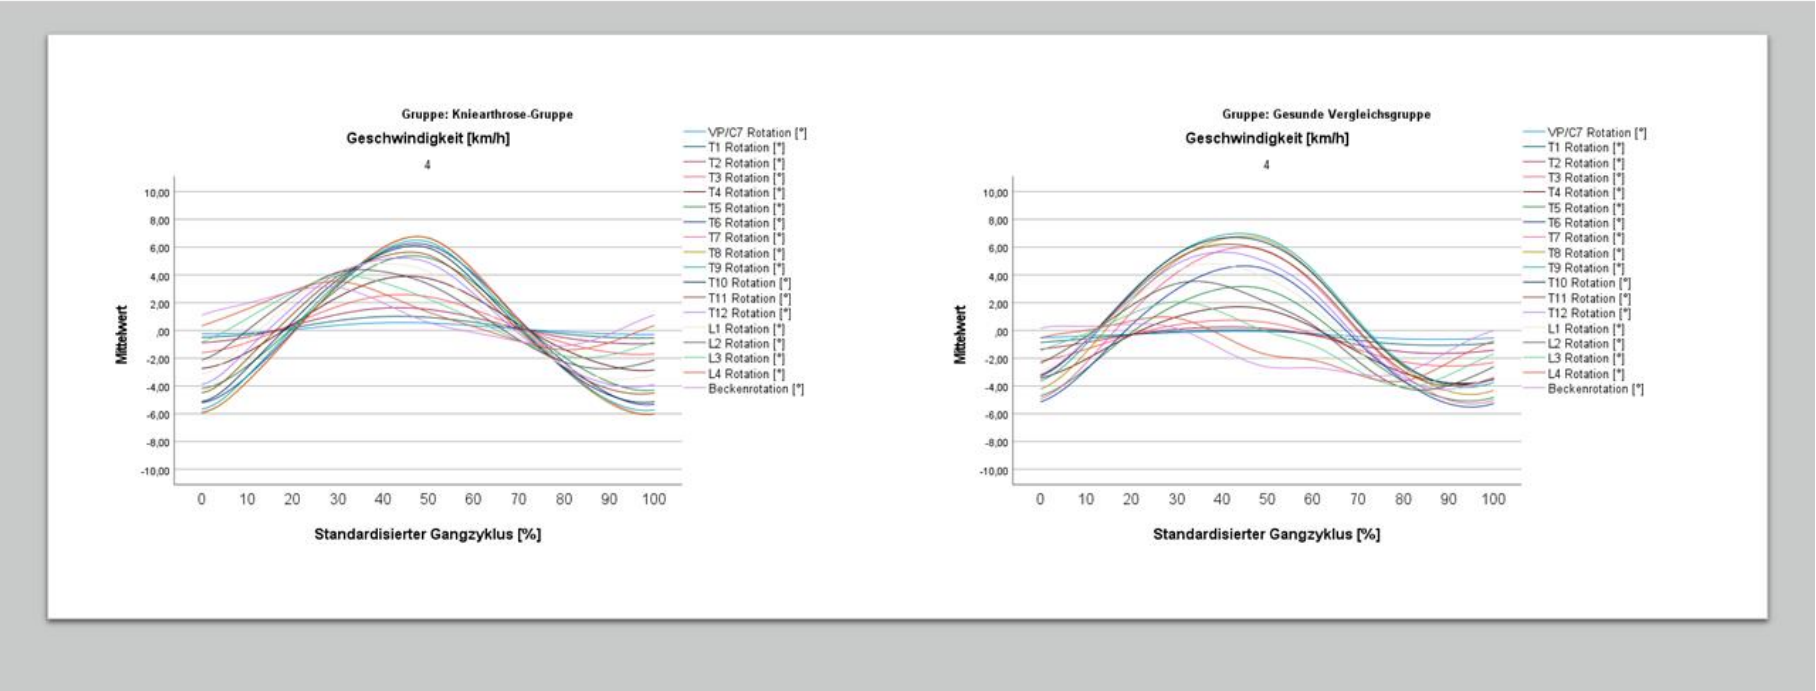 Gruppe: Kniearthrose-Gruppe
Geschwindigkeit [km/h]
4
Mittelwert
10,00
8,00
6,00
4,00
2,00
,00
-2,00
-4,00
-6,00
-8,00
-10,00
0 10 20 30 40 50 60 70 80 90 100
Standardisierter Gangzyklus [%]
VP/C7 Rotation [°]
T1 Rotation [°]
T2 Rotation [°]
T3 Rotation [°]
T4 Rotation [°]
T5 Rotation [°]
T6 Rotation [°]
T7 Rotation [°]
T8 Rotation [°]
T9 Rotation [°]
T10 Rotation [°]
T11 Rotation [°]
T12 Rotation [°]
L1 Rotation [°]
L2 Rotation [°]
L3 Rotation [°]
L4 Rotation [°]
Beckenrotation [°]
Gruppe: Gesunde Vergleichsgruppe
Geschwindigkeit [km/h]
4
Mittelwert
10,00
8,00
6,00
4,00
2,00
,00
-2,00
-4,00
-6,00
-8,00
-10,00
0 10 20 30 40 50 60 70 80 90 100
Standardisierter Gangzyklus [%]
VP/C7 Rotation [°]
T1 Rotation [°]
T2 Rotation [°]
T3 Rotation [°]
T4 Rotation [°]
T5 Rotation [°]
T6 Rotation [°]
T7 Rotation [°]
T8 Rotation [°]
T9 Rotation [°]
T10 Rotation [°]
T11 Rotation [°]
T12 Rotation [°]
L1 Rotation [°]
L2 Rotation [°]
L3 Rotation [°]
L4 Rotation [°]
Beckenrotation [°]